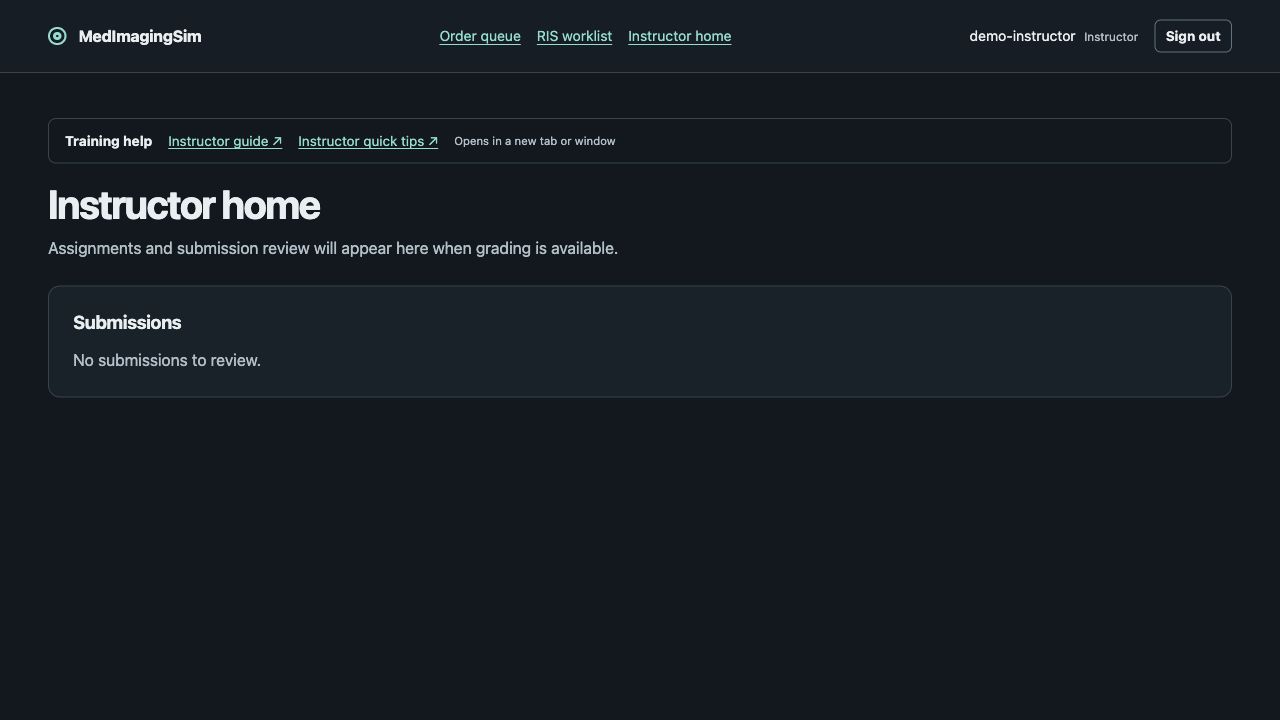 MedImagingSim
Order queue RIS worklist Instructor home
demo-instructor Instructor Sign out
Training help Instructor guide ↗ Instructor quick tips ↗ Opens in a new tab or window
Instructor home
Assignments and submission review will appear here when grading is available.
Submissions
No submissions to review.